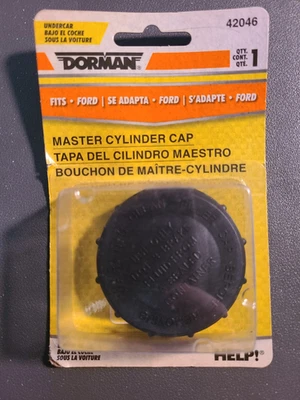 UNDERCAR
BAJO EL COCHE
SOUS LA VOITURE
42046
DORMAN
QTY.
CONT.
QTÉ.
1
FITS · FORD | SE ADAPTA · FORD | S'ADAPTE · FORD
MASTER CYLINDER CAP
TAPA DEL CILINDRO MAESTRO
BOUCHON DE MAÎTRE-CYLINDRE
BAJO EL COCHE
SOUS LA VOITURE
HELP!